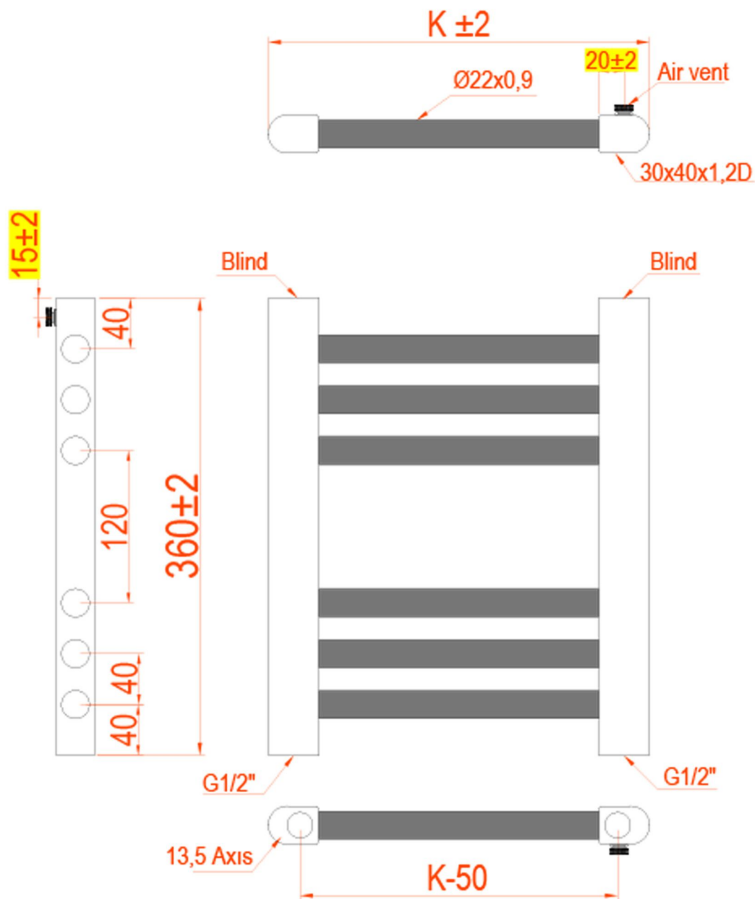 K ±2
20±2
Air vent
Ø22x0,9
30x40x1,2D
15±2
Blind
Blind
40
120
360±2
40
40
G1/2"
G1/2"
13,5 Axıs
K-50